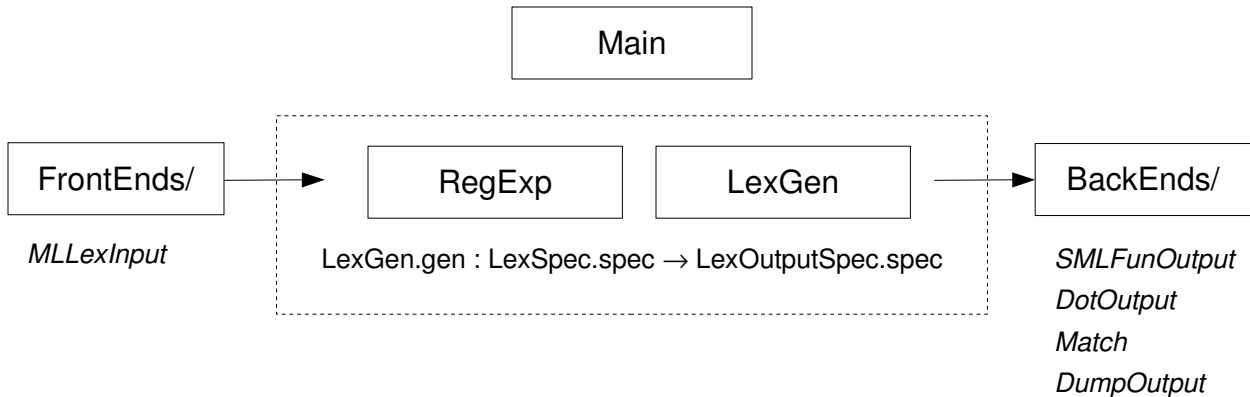 Main
FrontEnds/
RegExp
LexGen
BackEnds/
MLLexInput
LexGen.gen : LexSpec.spec → LexOutputSpec.spec
SMLFunOutput
DotOutput
Match
DumpOutput